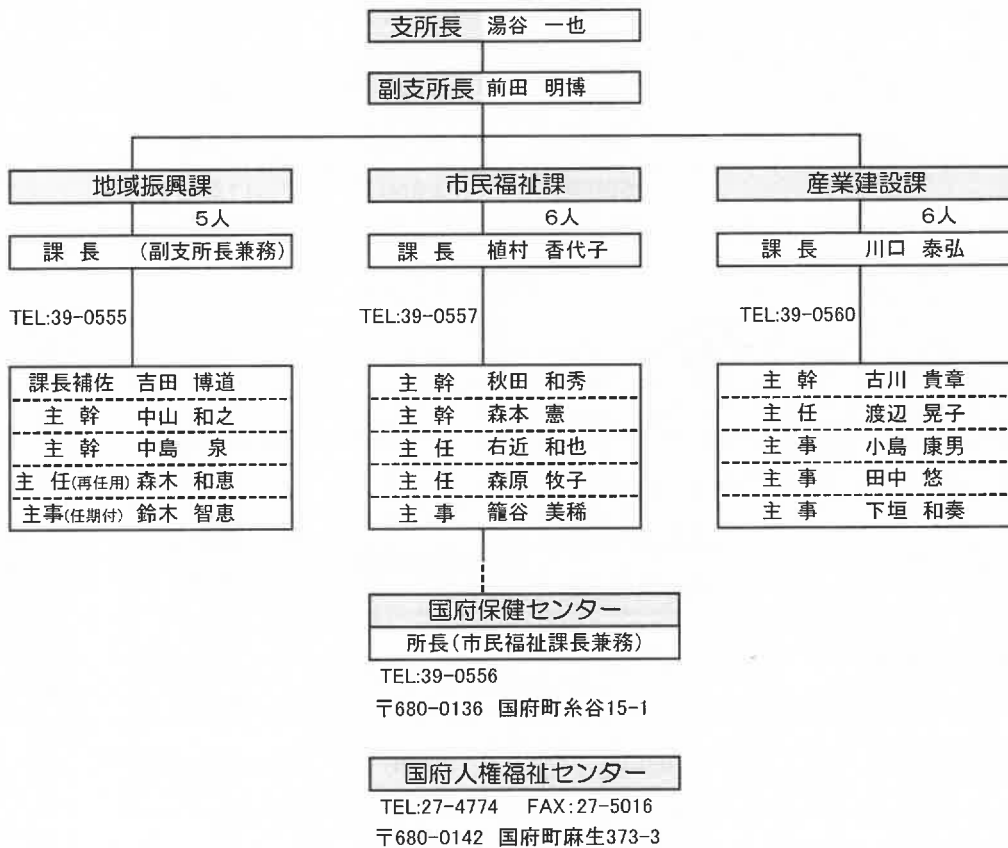 支所長 湯谷 一也
副支所長 前田 明博
地域振興課
5人
課 長 (副支所長兼務)
TEL:39-0555
課長補佐 吉田 博道
主 幹 中山 和之
主 幹 中島 泉
主 任(再任用) 森木 和恵
主事(任期付) 鈴木 智恵
市民福祉課
6人
課 長 植村 香代子
TEL:39-0557
主 幹 秋田 和秀
主 幹 森本 憲
主 任 右近 和也
主 任 森原 牧子
主 事 籠谷 美稀
産業建設課
6人
課 長 川口 泰弘
TEL:39-0560
主 幹 古川 貴章
主 任 渡辺 晃子
主 事 小島 康男
主 事 田中 悠
主 事 下垣 和奏
国府保健センター
所長(市民福祉課長兼務)
TEL:39-0556
〒680-0136 国府町糸谷15-1
国府人権福祉センター
TEL:27-4774 FAX:27-5016
〒680-0142 国府町麻生373-3